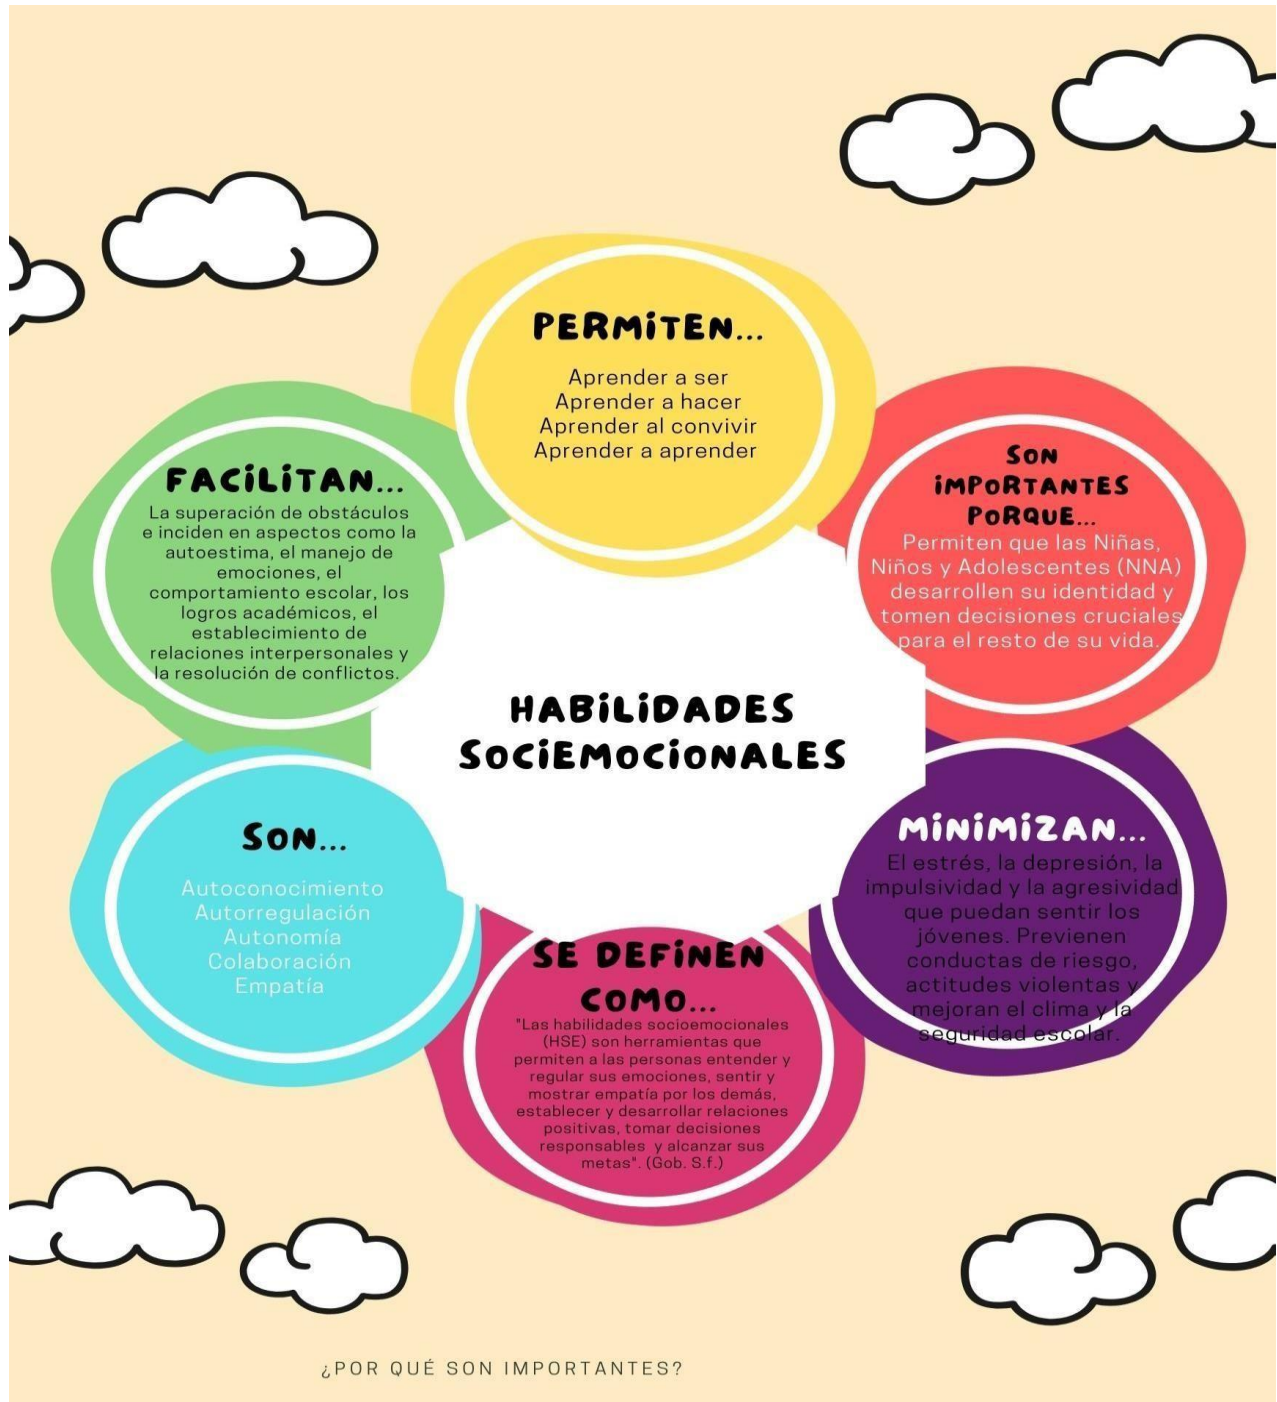 PERMiTEN...
Aprender a ser
Aprender a hacer
Aprender al convivir
Aprender a aprender
SON
iMPORTANTES
PORQUE...
Permiten que las Niñas,
Niños y Adolescentes (NNA)
desarrollen su identidad y
tomen decisiones cruciales
para el resto de su vida.
FACiLiTAN...
La superación de obstáculos
e inciden en aspectos como la
autoestima, el manejo de
emociones, el
comportamiento escolar, los
logros académicos, el
establecimiento de
relaciones interpersonales y
la resolución de conflictos.
HABiLiDADES
SOCiEMOCiONALES
MiNiMiZAN...
El estrés, la depresión, la
impulsividad y la agresividad
que puedan sentir los
jóvenes. Previenen
conductas de riesgo,
actitudes violentas y
mejoran el clima y la
seguridad escolar.
SON...
Autoconocimiento
Autorregulación
Autonomía
Colaboración
Empatía
SE DEFiNEN
COMO...
"Las habilidades socioemocionales
(HSE) son herramientas que
permiten a las personas entender y
regular sus emociones, sentir y
mostrar empatía por los demás,
establecer y desarrollar relaciones
positivas, tomar decisiones
responsables y alcanzar sus
metas". (Gob. S.f.)
¿POR QUÉ SON IMPORTANTES?